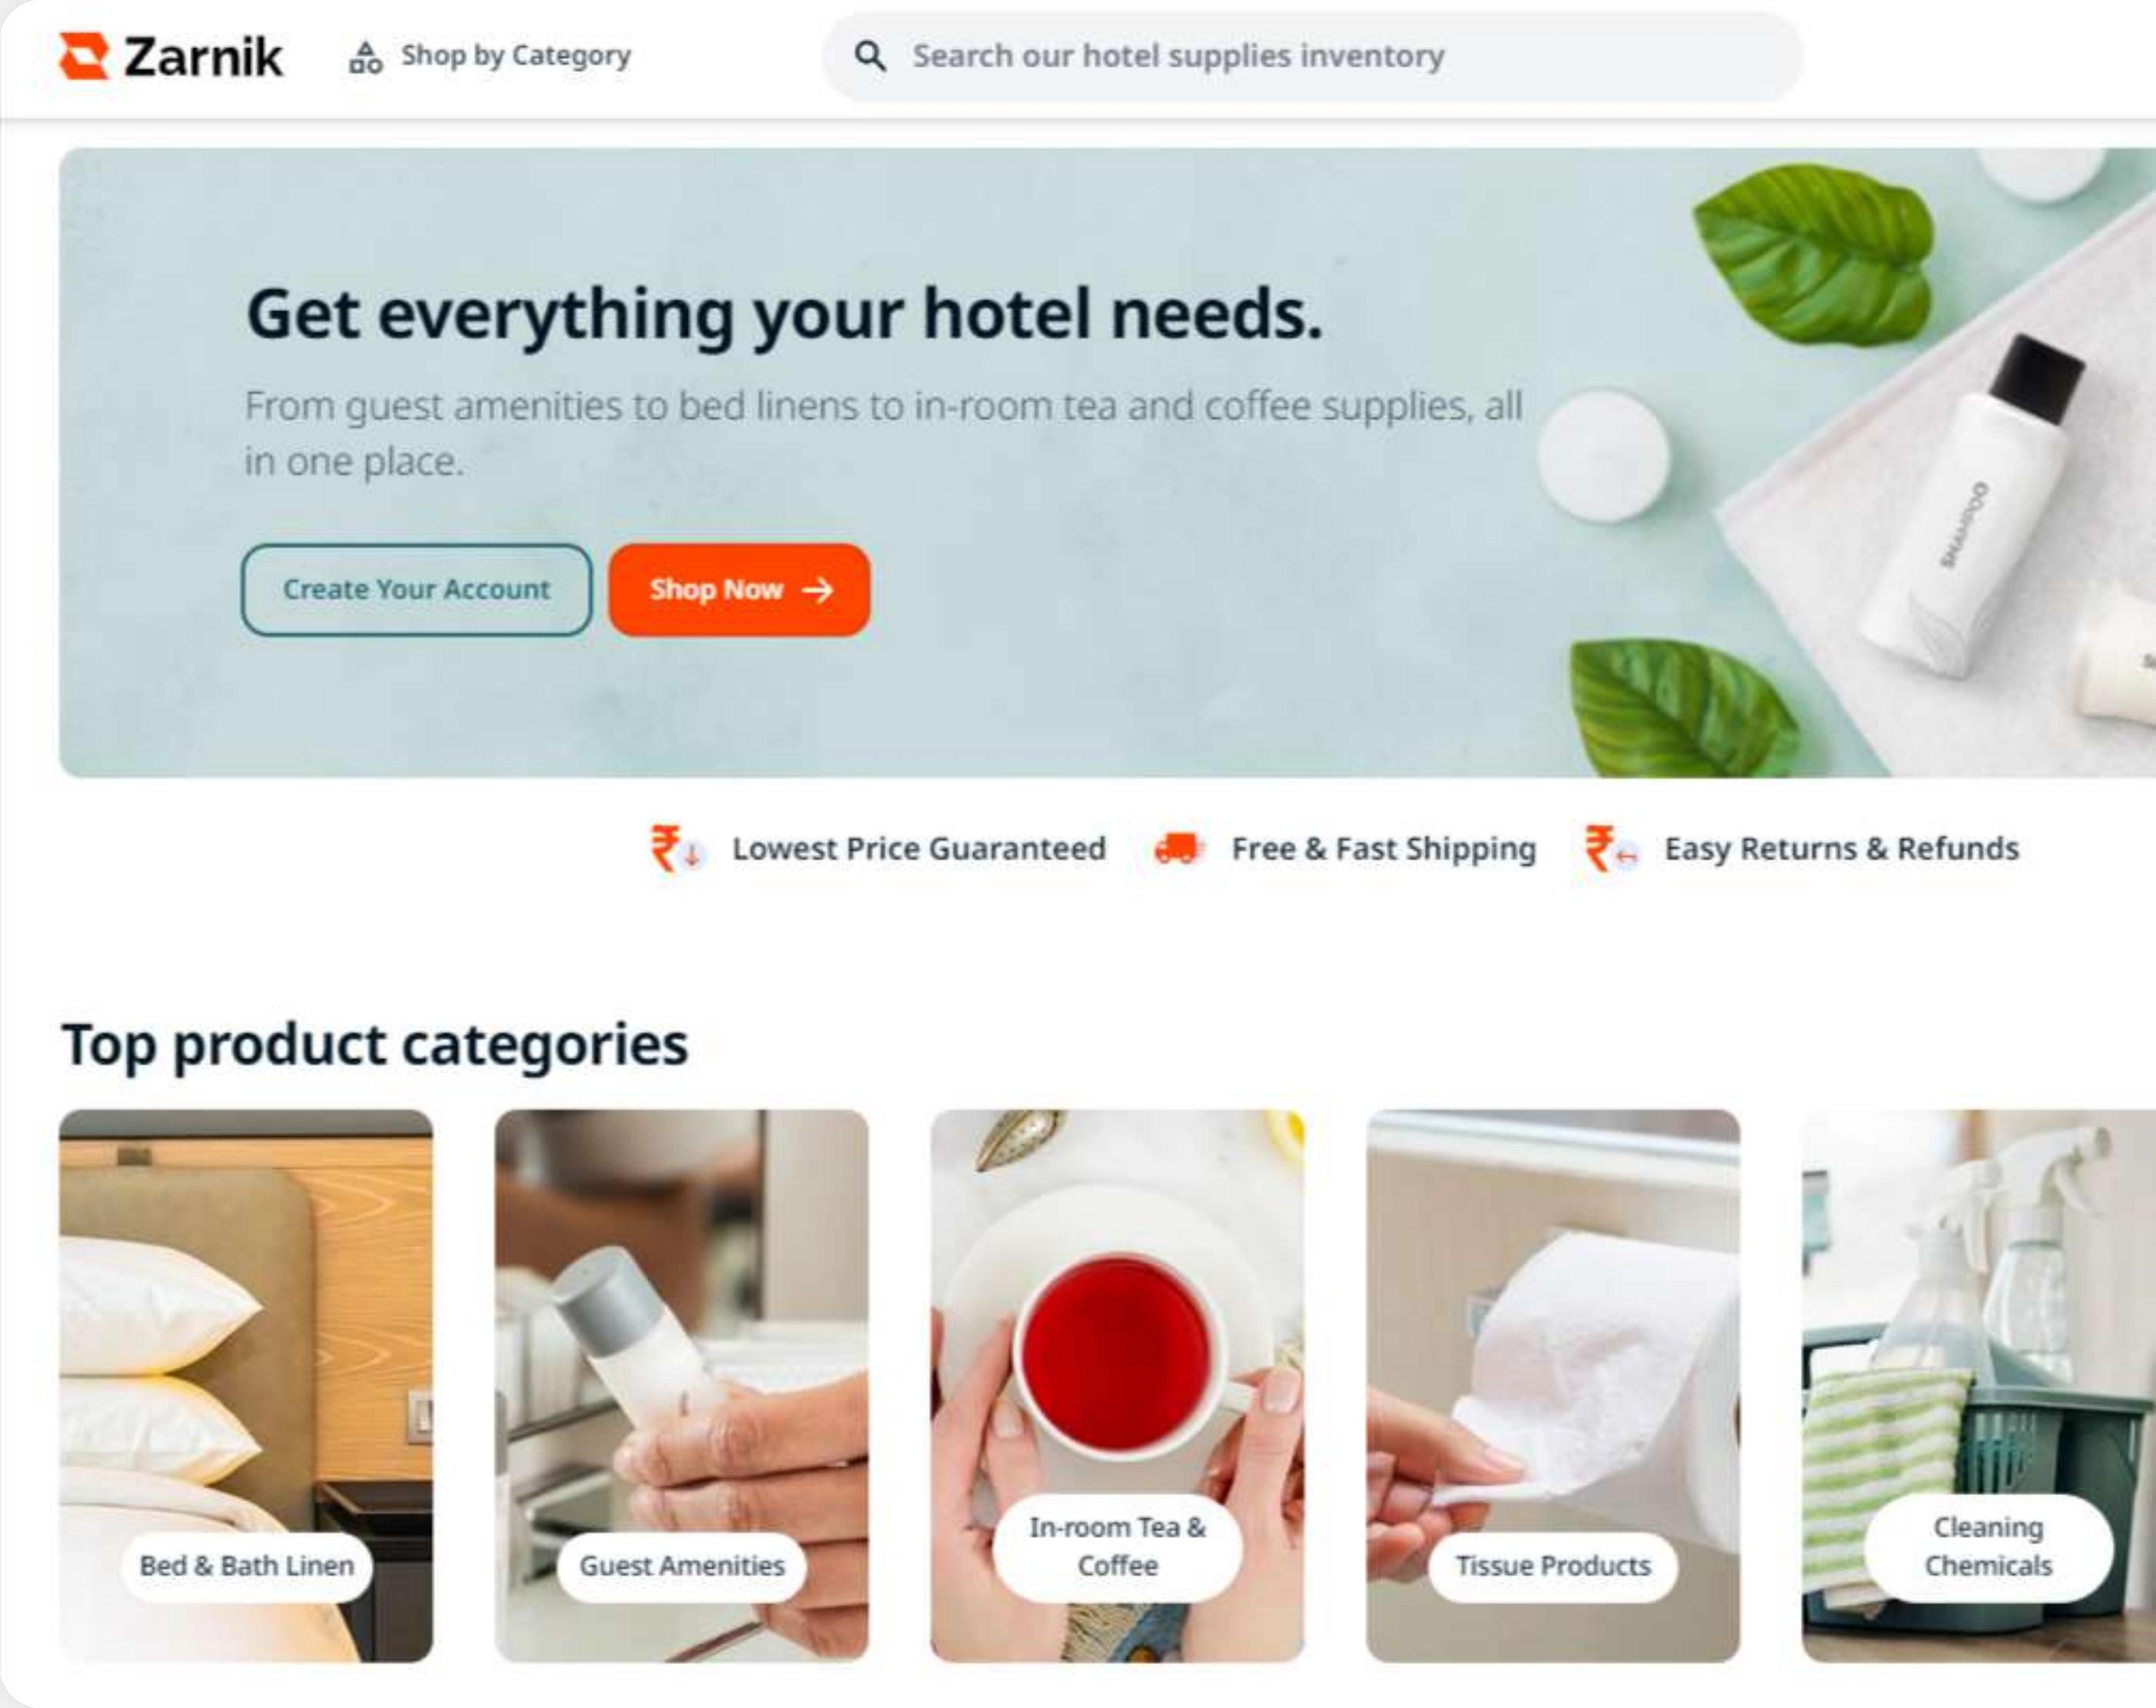 Zarnik
Shop by Category
Search our hotel supplies inventory
Get everything your hotel needs.
From guest amenities to bed linens to in-room tea and coffee supplies, all
in one place.
Create Your Account
Shop Now
SHAMPOO
₹ Lowest Price Guaranteed
Free & Fast Shipping
₹ Easy Returns & Refunds
Top product categories
Bed & Bath Linen
Guest Amenities
In-room Tea &
Coffee
Tissue Products
Cleaning
Chemicals